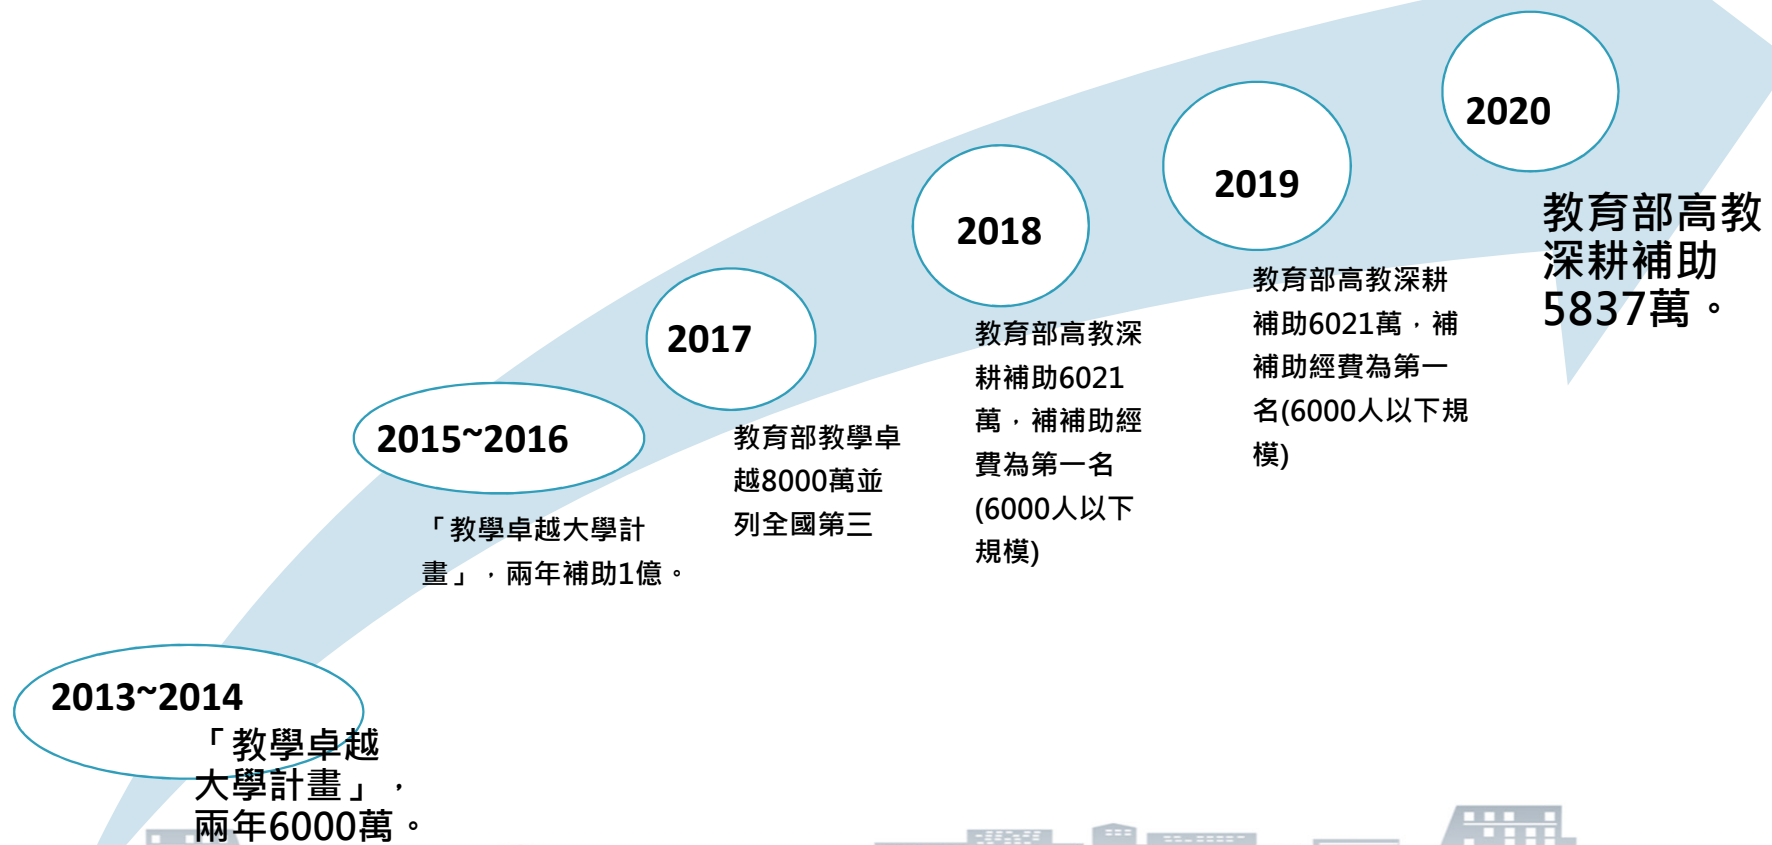 2013~2014
「教學卓越
大學計畫」，
兩年6000萬。
2015~2016
「教學卓越大學計
畫」，兩年補助1億。
2017
教育部教學卓
越8000萬並
列全國第三
2018
教育部高教深
耕補助6021
萬，補補助經
費為第一名
(6000人以下
規模)
2019
教育部高教深耕
補助6021萬，補
補助經費為第一
名(6000人以下規
模)
2020
教育部高教
深耕補助
5837萬。